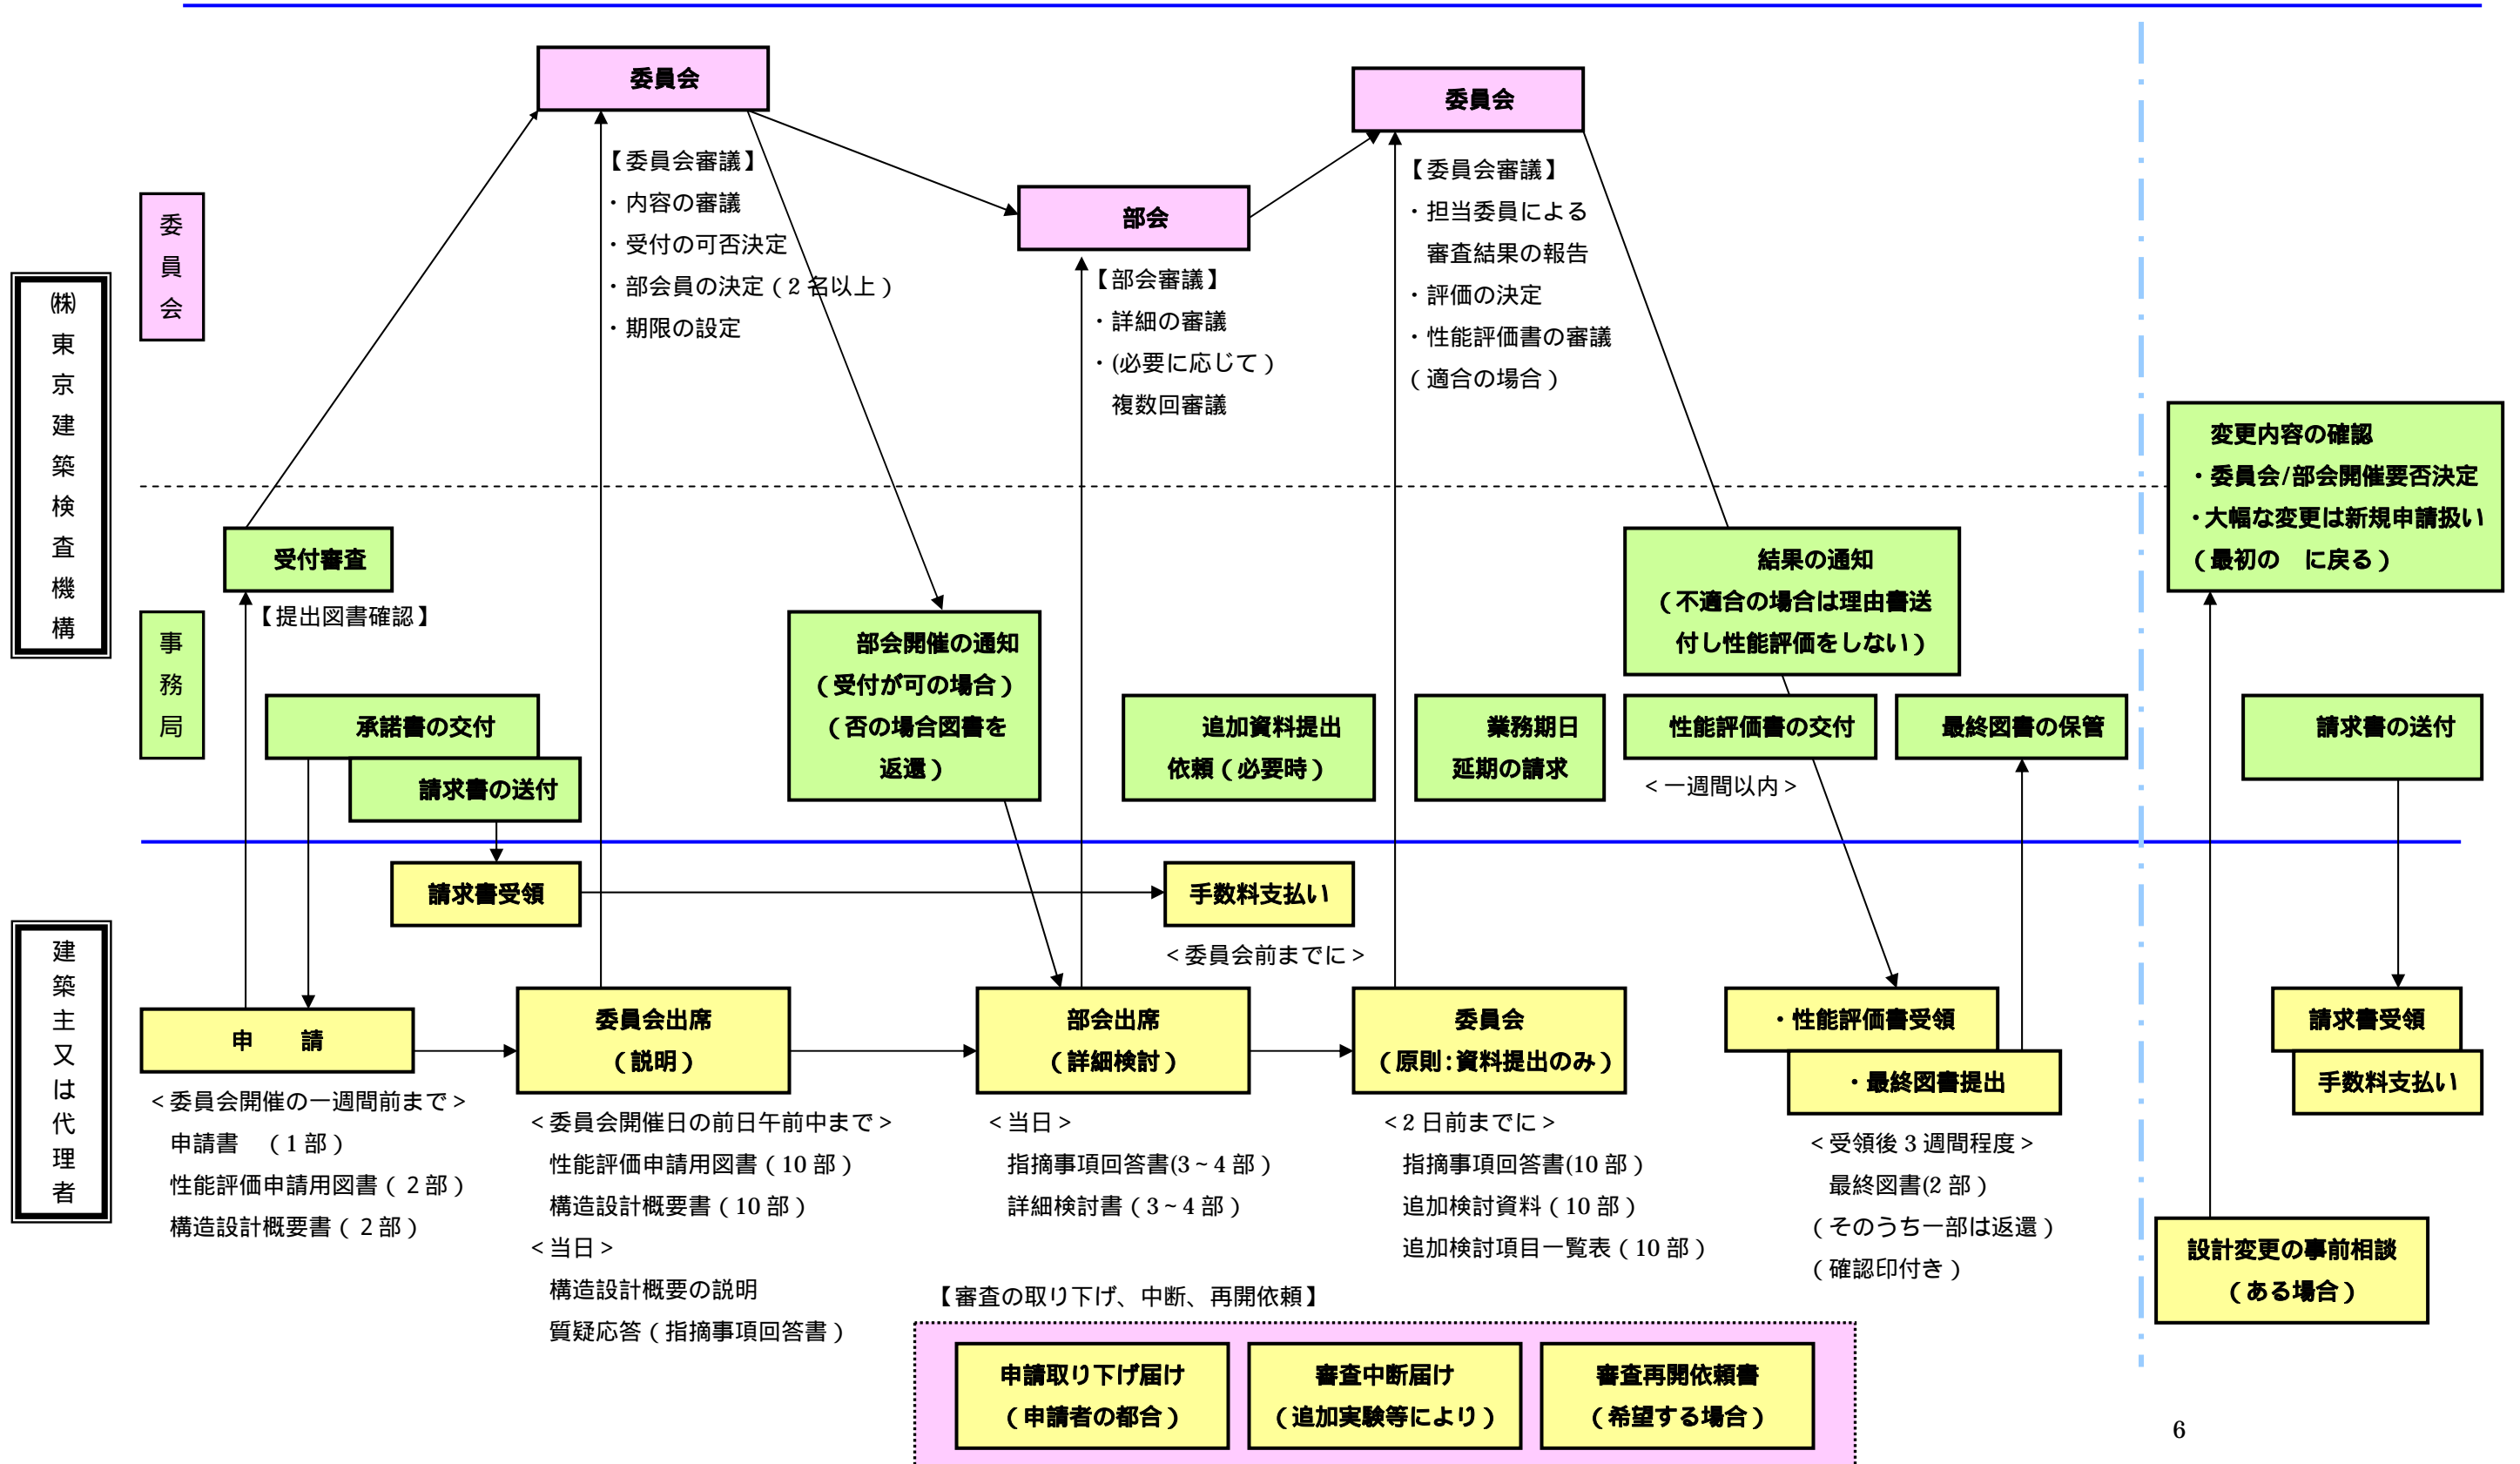 委員会
委員会
【委員会審議】
・内容の審議
・受付の可否決定
・部会員の決定(2名以上)
・期限の設定
部会
【部会審議】
・詳細の審議
・(必要に応じて)
複数回審議
【委員会審議】
・担当委員による
審査結果の報告
・評価の決定
・性能評価書の審議
(適合の場合)
委員会
㈱東京建築検査機構
事務局
受付審査
【提出図書確認】
承諾書の交付
請求書の送付
部会開催の通知
(受付が可の場合)
(否の場合図書を
返還)
追加資料提出
依頼(必要時)
業務期日
延期の請求
結果の通知
(不適合の場合は理由書送
付し性能評価をしない)
性能評価書の交付
<一週間以内>
最終図書の保管
変更内容の確認
・委員会/部会開催要否決定
・大幅な変更は新規申請扱い
(最初の に戻る)
請求書の送付
請求書受領
手数料支払い
<委員会前までに>
建築主又は代理者
申 請
<委員会開催の一週間前まで>
申請書 (1部)
性能評価申請用図書(2部)
構造設計概要書(2部)
委員会出席
(説明)
<委員会開催日の前日午前中まで>
性能評価申請用図書(10部)
構造設計概要書(10部)
<当日>
構造設計概要の説明
質疑応答(指摘事項回答書)
部会出席
(詳細検討)
<当日>
指摘事項回答書(3~4部)
詳細検討書(3~4部)
委員会
(原則:資料提出のみ)
<2日前までに>
指摘事項回答書(10部)
追加検討資料(10部)
追加検討項目一覧表(10部)
・性能評価書受領
・最終図書提出
<受領後3週間程度>
最終図書(2部)
(そのうち一部は返還)
(確認印付き)
請求書受領
手数料支払い
設計変更の事前相談
(ある場合)
【審査の取り下げ、中断、再開依頼】
申請取り下げ届け
(申請者の都合)
審査中断届け
(追加実験等により)
審査再開依頼書
(希望する場合)
6